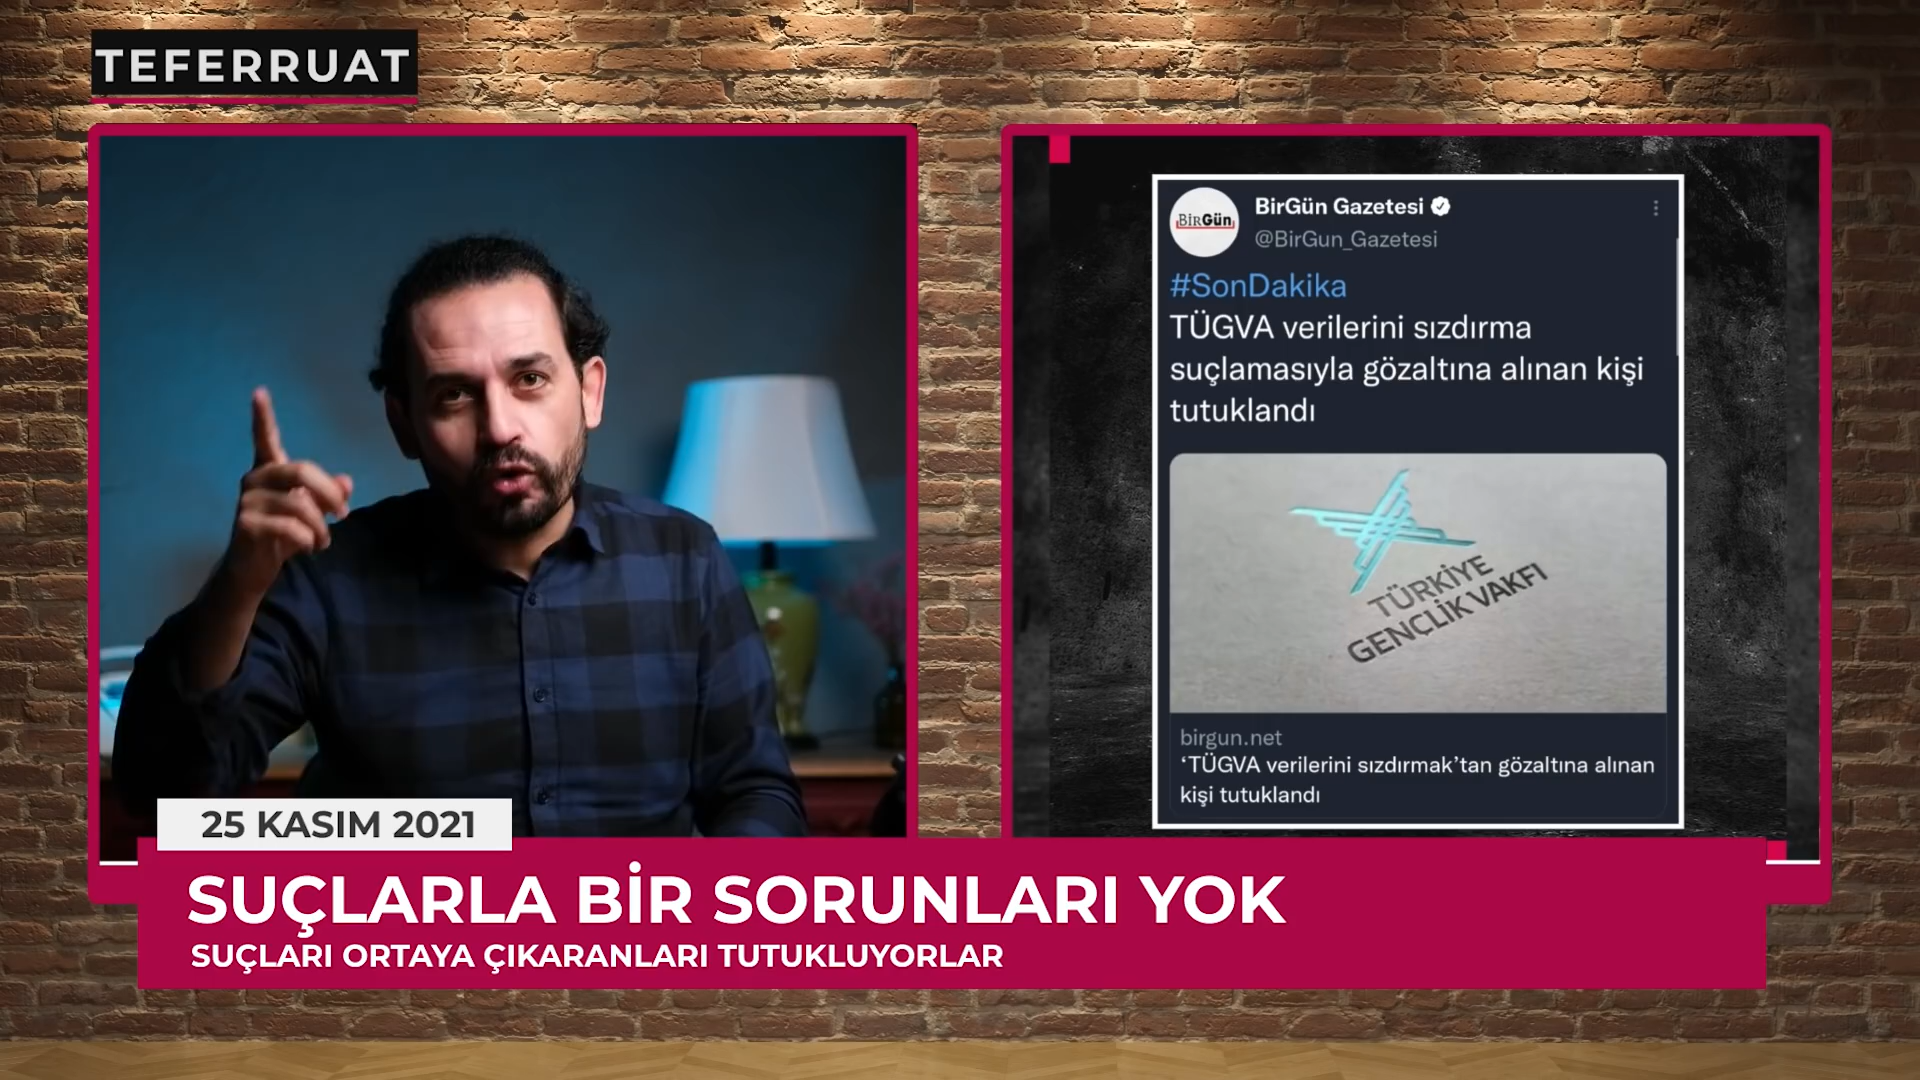 TEFERRUAT
BirGün
BirGün Gazetesi
@BirGun_Gazetesi
#SonDakika
TÜGVA verilerini sızdırma
suçlamasıyla gözaltına alınan kişi
tutuklandı
TÜRKİYE
GENÇLİK VAKFI
birgun.net
‘TÜGVA verilerini sızdırmak’tan gözaltına alınan
kişi tutuklandı
25 KASIM 2021
SUÇLARLA BİR SORUNLARI YOK
SUÇLARI ORTAYA ÇIKARANLARI TUTUKLUYORLAR